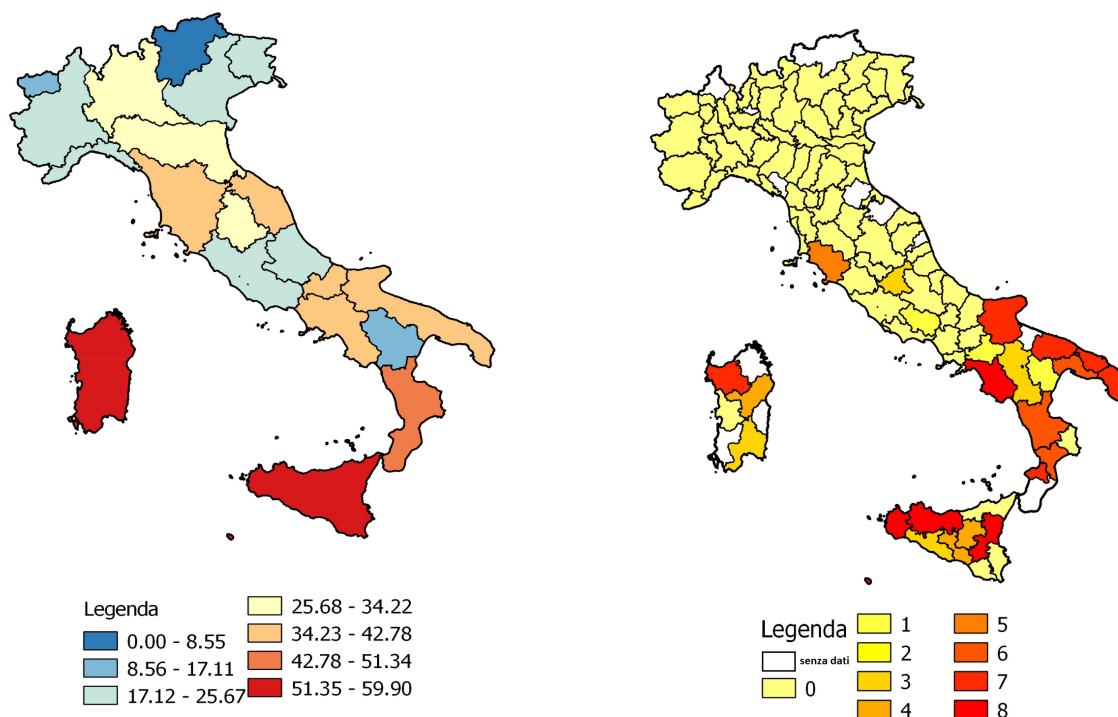 Legenda
0.00 - 8.55
8.56 - 17.11
17.12 - 25.67
25.68 - 34.22
34.23 - 42.78
42.78 - 51.34
51.35 - 59.90
Legenda
senza dati
0
1
2
3
4
5
6
7
8